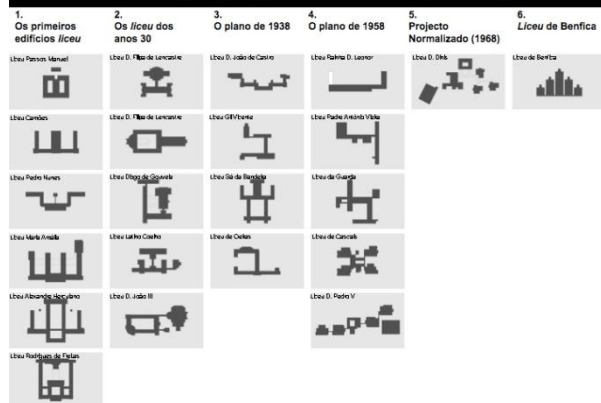 1.
Os primeiros
edifícios liceu
Liceu Passos Manuel
Liceu Camões
Liceu Pedro Nunes
Liceu Maria Amália
Liceu Alexandre Herculano
Liceu Rodrigues de Freitas
2.
Os liceu dos
anos 30
Liceu D. Filipa de Lencastre
Liceu D. Filipa de Lencastre
Liceu Diogo de Gouveia
Liceu Latino Coelho
Liceu D. João III
3.
O plano de 1938
Liceu D. João de Castro
Liceu Gil Vicente
Liceu Sá da Bandeira
Liceu de Oeiras
4.
O plano de 1958
Liceu Rainha D. Leonor
Liceu Padre António Vieira
Liceu da Guarda
Liceu de Cascais
Liceu D. Pedro V
5.
Projecto
Normalizado (1968)
Liceu D. Dinis
6.
Liceu de Benfica
Liceu de Benfica